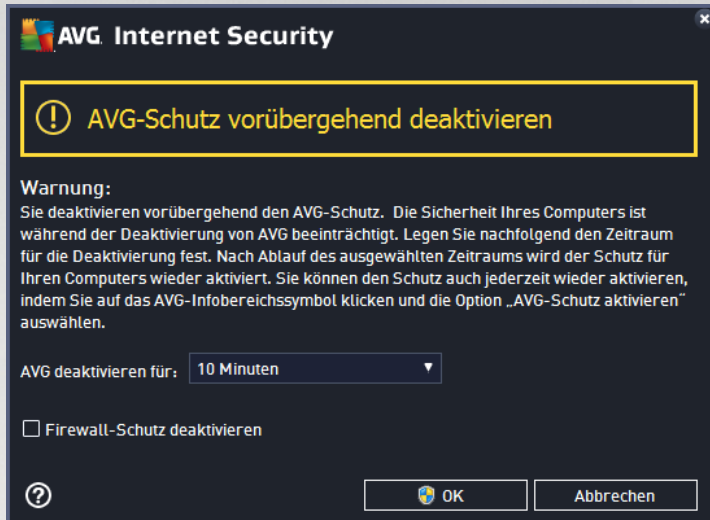 AVG Internet Security
AVG-Schutz vorübergehend deaktivieren
Warnung:
Sie deaktivieren vorübergehend den AVG-Schutz. Die Sicherheit Ihres Computers ist
während der Deaktivierung von AVG beeinträchtigt. Legen Sie nachfolgend den Zeitraum
für die Deaktivierung fest. Nach Ablauf des ausgewählten Zeitraums wird der Schutz für
Ihren Computers wieder aktiviert. Sie können den Schutz auch jederzeit wieder aktivieren,
indem Sie auf das AVG-Infobereichssymbol klicken und die Option „AVG-Schutz aktivieren“
auswählen.
AVG deaktivieren für: 10 Minuten
Firewall-Schutz deaktivieren
OK Abbrechen